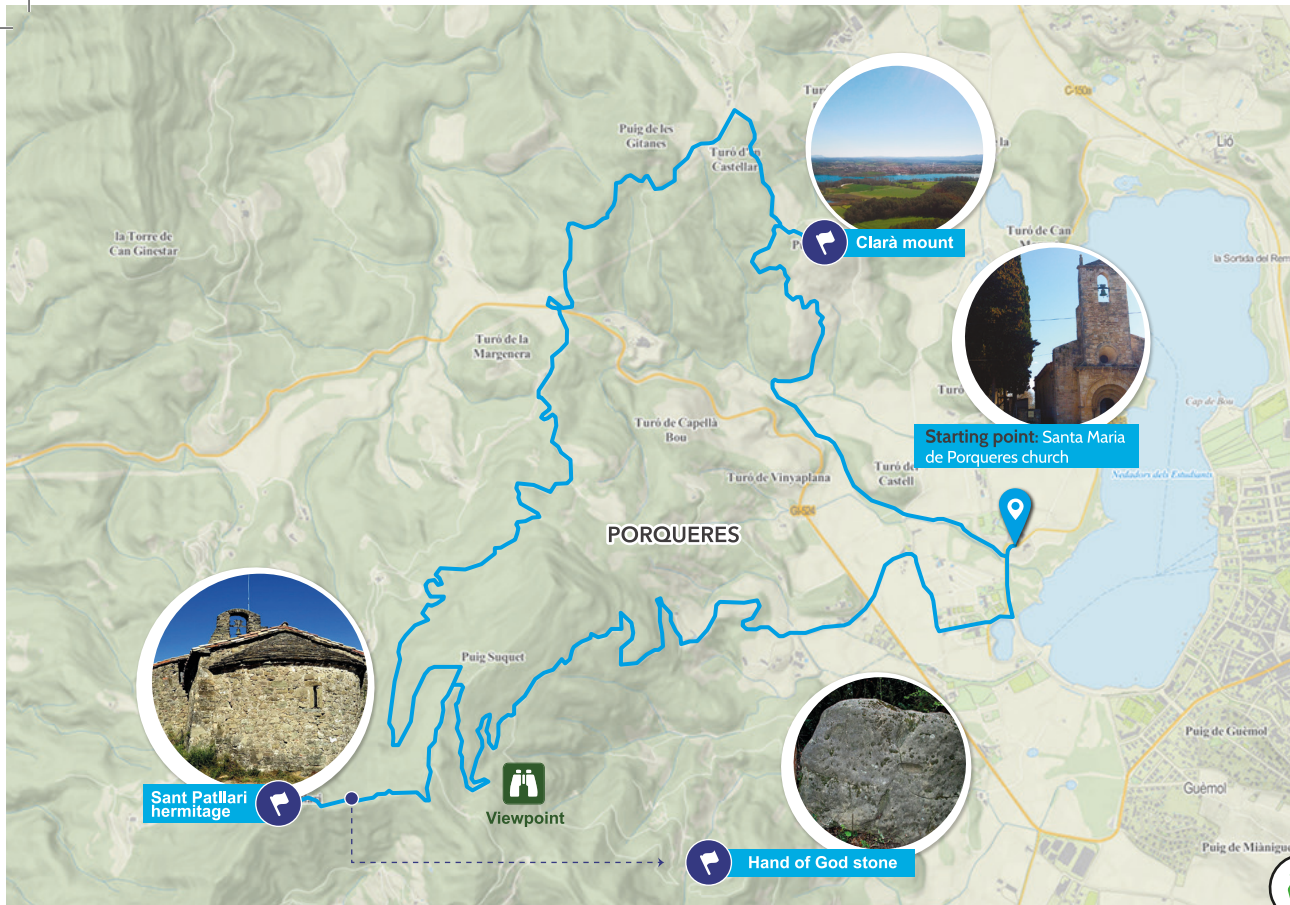 C-150a
Puig de les
Gitanes
Turó d'en
Castellar
Lió
la Torre de
Can Ginestar
Clarà mount
Turó de Can
la Sortida del Rem
Turó de la
Margenera
Turó de Capellà
Bou
Turó
Cap de Bou
Starting point: Santa Maria
de Porqueres church
Turó de Vinyaplana
Turó del
Castell
Nedadors dels Estudiants
GI-524
PORQUERES
Puig Suquet
Puig de Guèmol
Sant Patllari
hermitage
Viewpoint
Guèmol
Puig de Miànigue
Hand of God stone